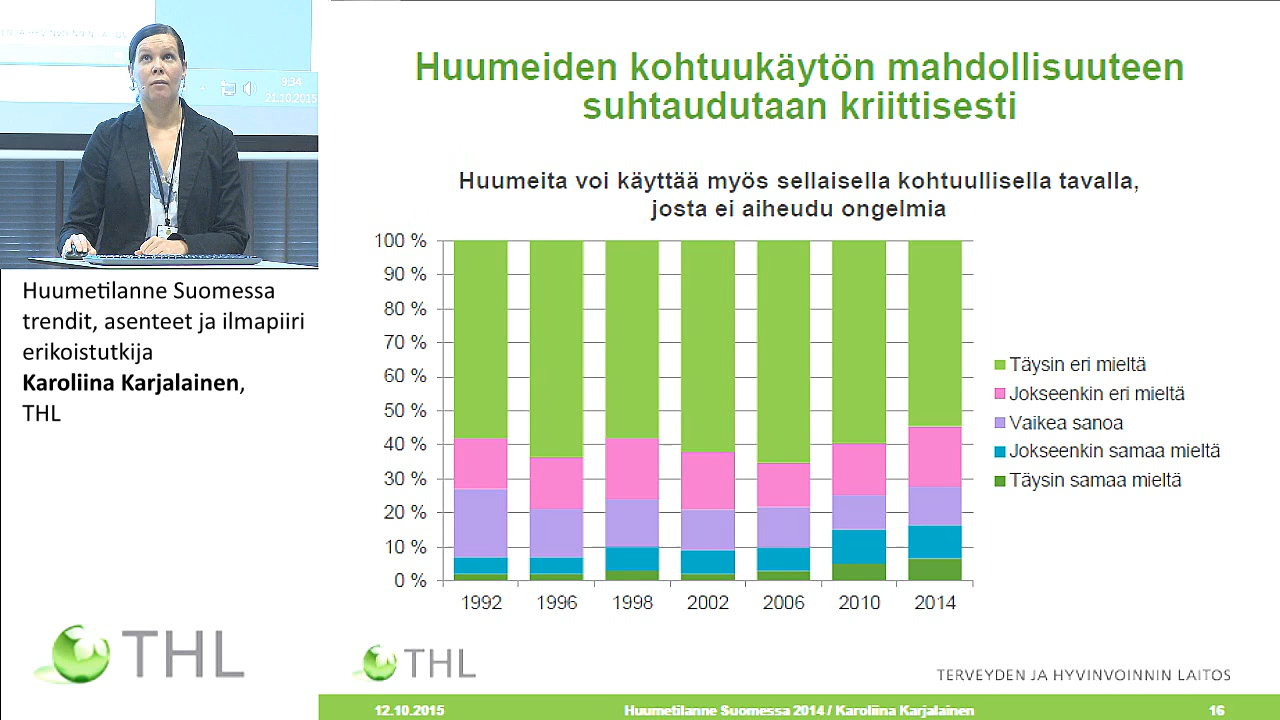 9:34
21.10.2015
Huumetilanne Suomessa
trendit, asenteet ja ilmapiiri
erikoistutkija
Karoliina Karjalainen,
THL
THL
Huumeiden kohtuukäytön mahdollisuuteen
suhtaudutaan kriittisesti
Huumeita voi käyttää myös sellaisella kohtuullisella tavalla,
josta ei aiheudu ongelmia
100 %
90 %
80 %
70 %
60 %
50 %
40 %
30 %
20 %
10 %
0 %
1992 1996 1998 2002 2006 2010 2014
Täysin eri mieltä
Jokseenkin eri mieltä
Vaikea sanoa
Jokseenkin samaa mieltä
Täysin samaa mieltä
THL
TERVEYDEN JA HYVINVOINNIN LAITOS
12.10.2015 Huumetilanne Suomessa 2014 / Karoliina Karjalainen 16